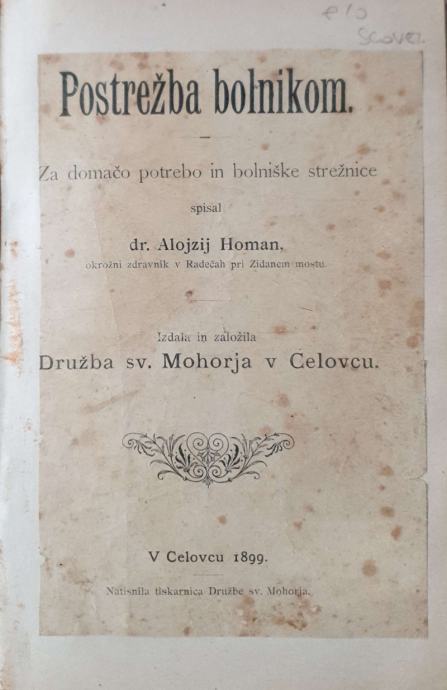 Postrežba bolnikom.
Za domačo potrebo in bolniške strežnice
spisal
dr. Alojzij Homan,
okrožni zdravnik v Radečah pri Zidanem mostu.
Izdala in založila
Družba sv. Mohorja v Celovcu.
V Celovcu 1899.
Natisnila tiskarnica Družbe sv. Mohorja.